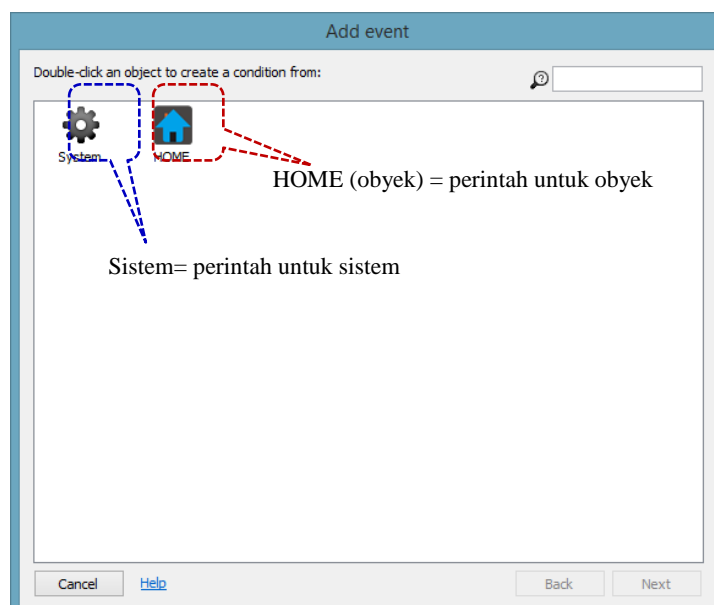 Add event
Double-click an object to create a condition from:
System
HOME
HOME (obyek) = perintah untuk obyek
Sistem= perintah untuk sistem
Cancel
Help
Back
Next